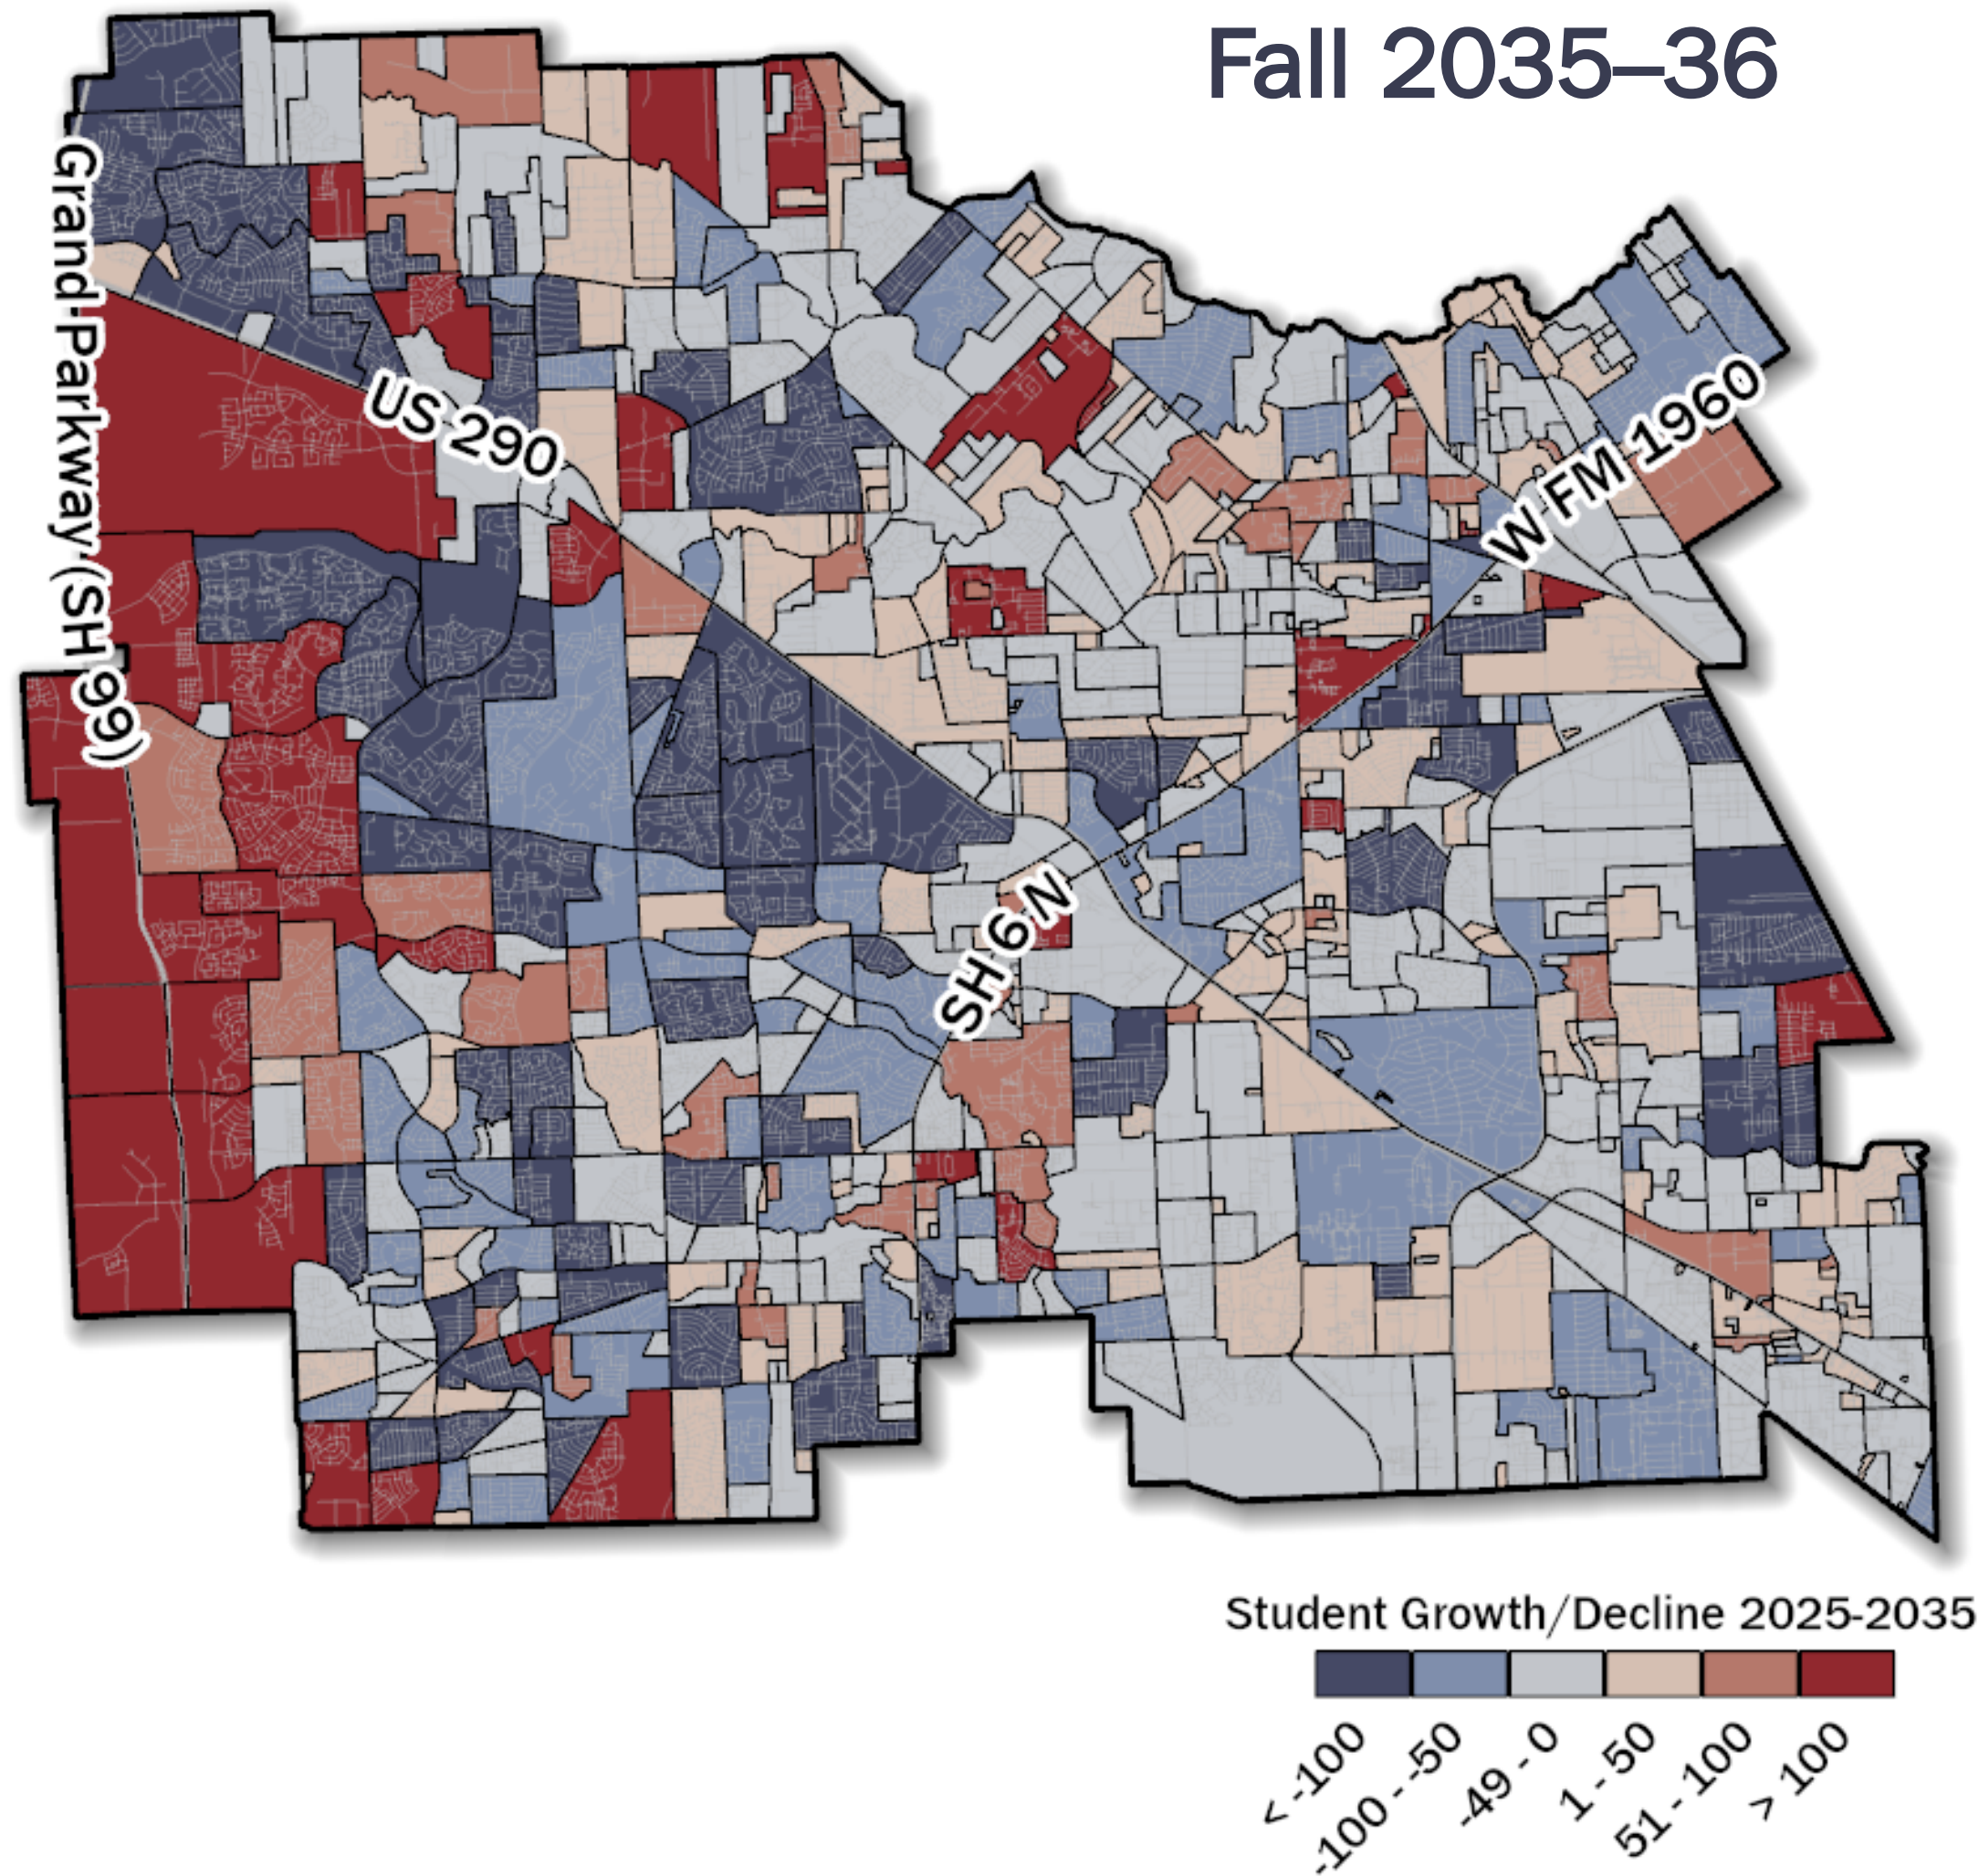 Fall 2035–36
Grand Parkway (SH 99)
US 290
W FM 1960
SH 6 N
Student Growth/Decline 2025-2035
< -100
-100 - -50
-49 - 0
1 - 50
51 - 100
> 100